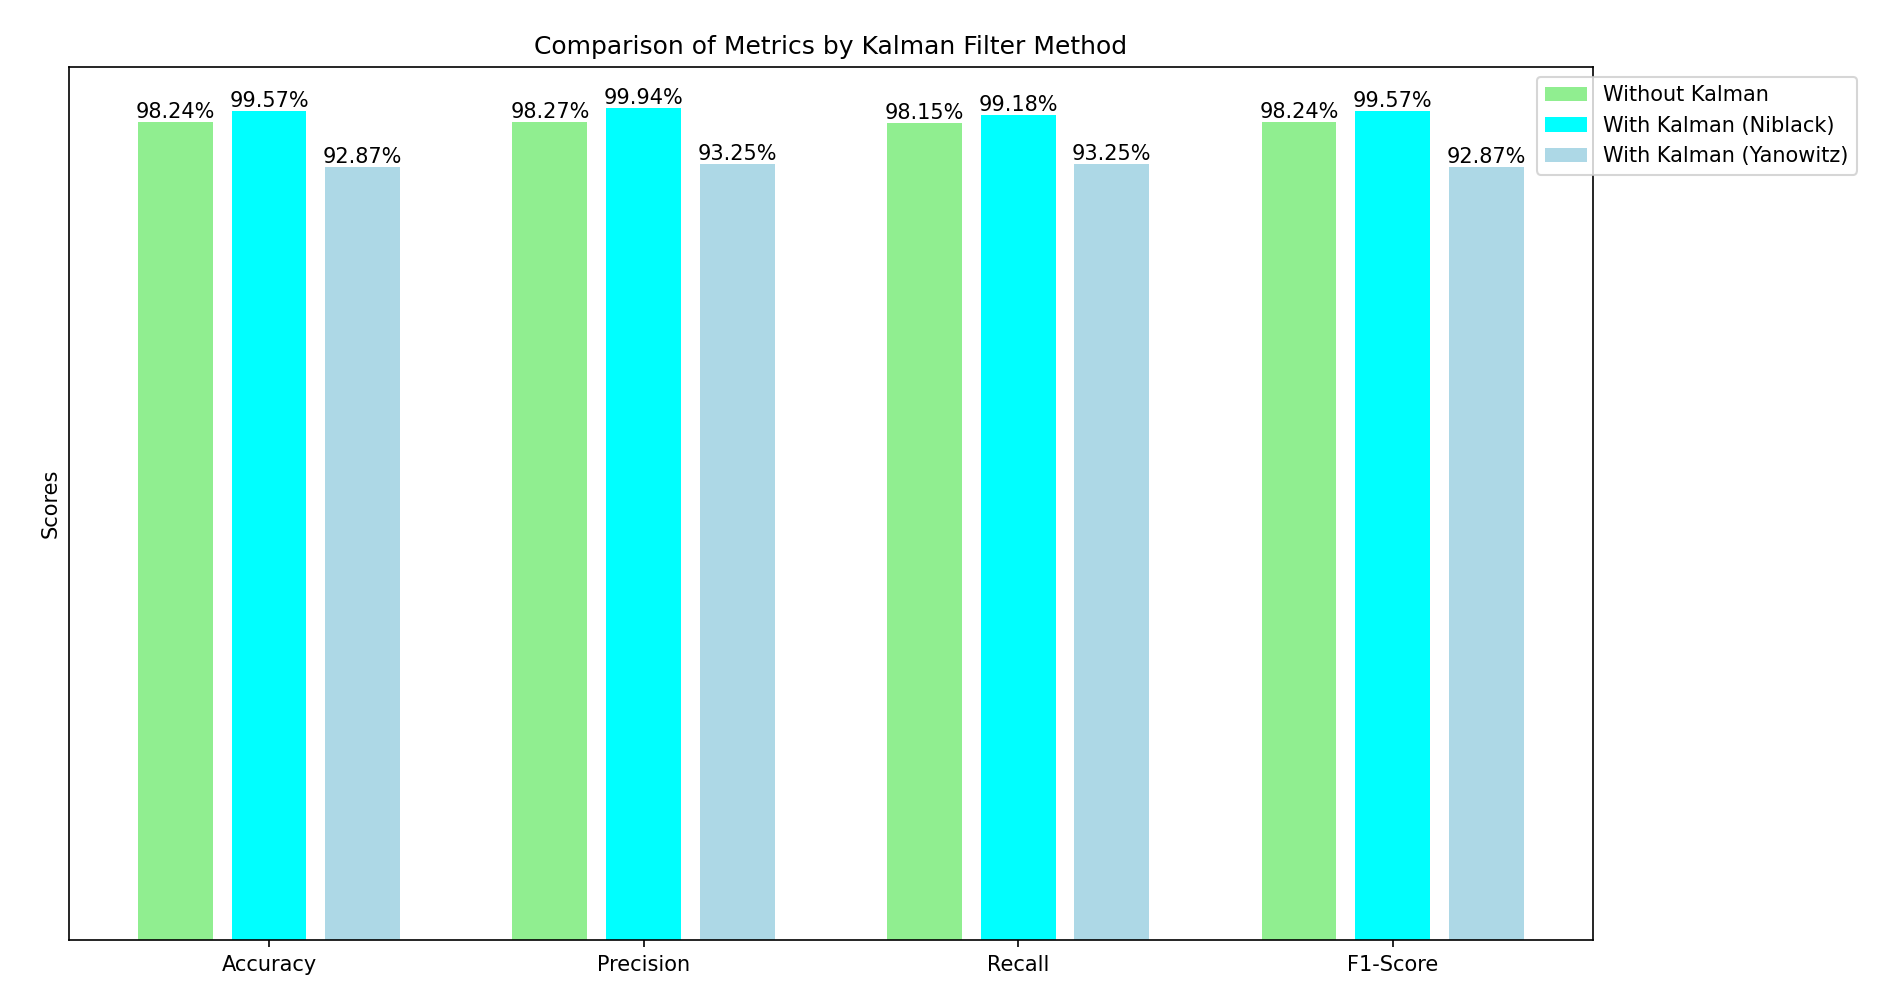 Comparison of Metrics by Kalman Filter Method
98.24%
99.57%
92.87%
98.27%
99.94%
93.25%
98.15%
99.18%
93.25%
98.24%
99.57%
92.87%
Without Kalman
With Kalman (Niblack)
With Kalman (Yanowitz)
Scores
Accuracy
Precision
Recall
F1-Score